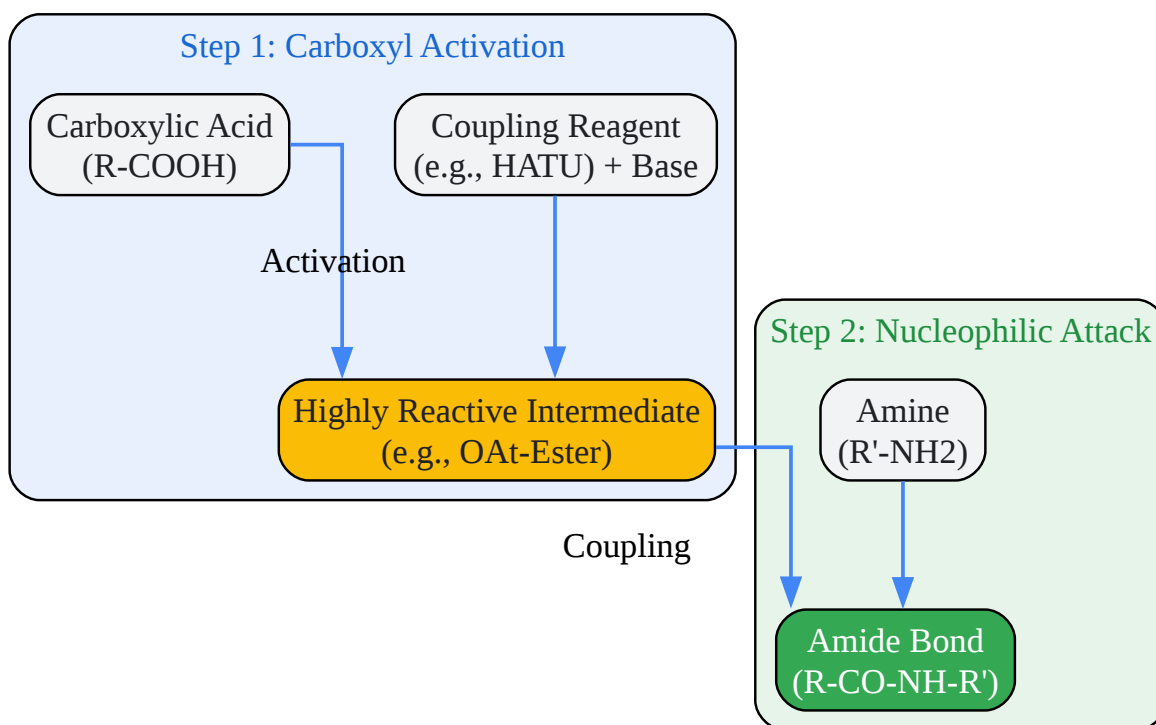 Step 1: Carboxyl Activation
Carboxylic Acid
(R-COOH)
Coupling Reagent
(e.g., HATU) + Base
Activation
Highly Reactive Intermediate
(e.g., OAt-Ester)
Coupling
Step 2: Nucleophilic Attack
Amine
(R'-NH2)
Amide Bond
(R-CO-NH-R')